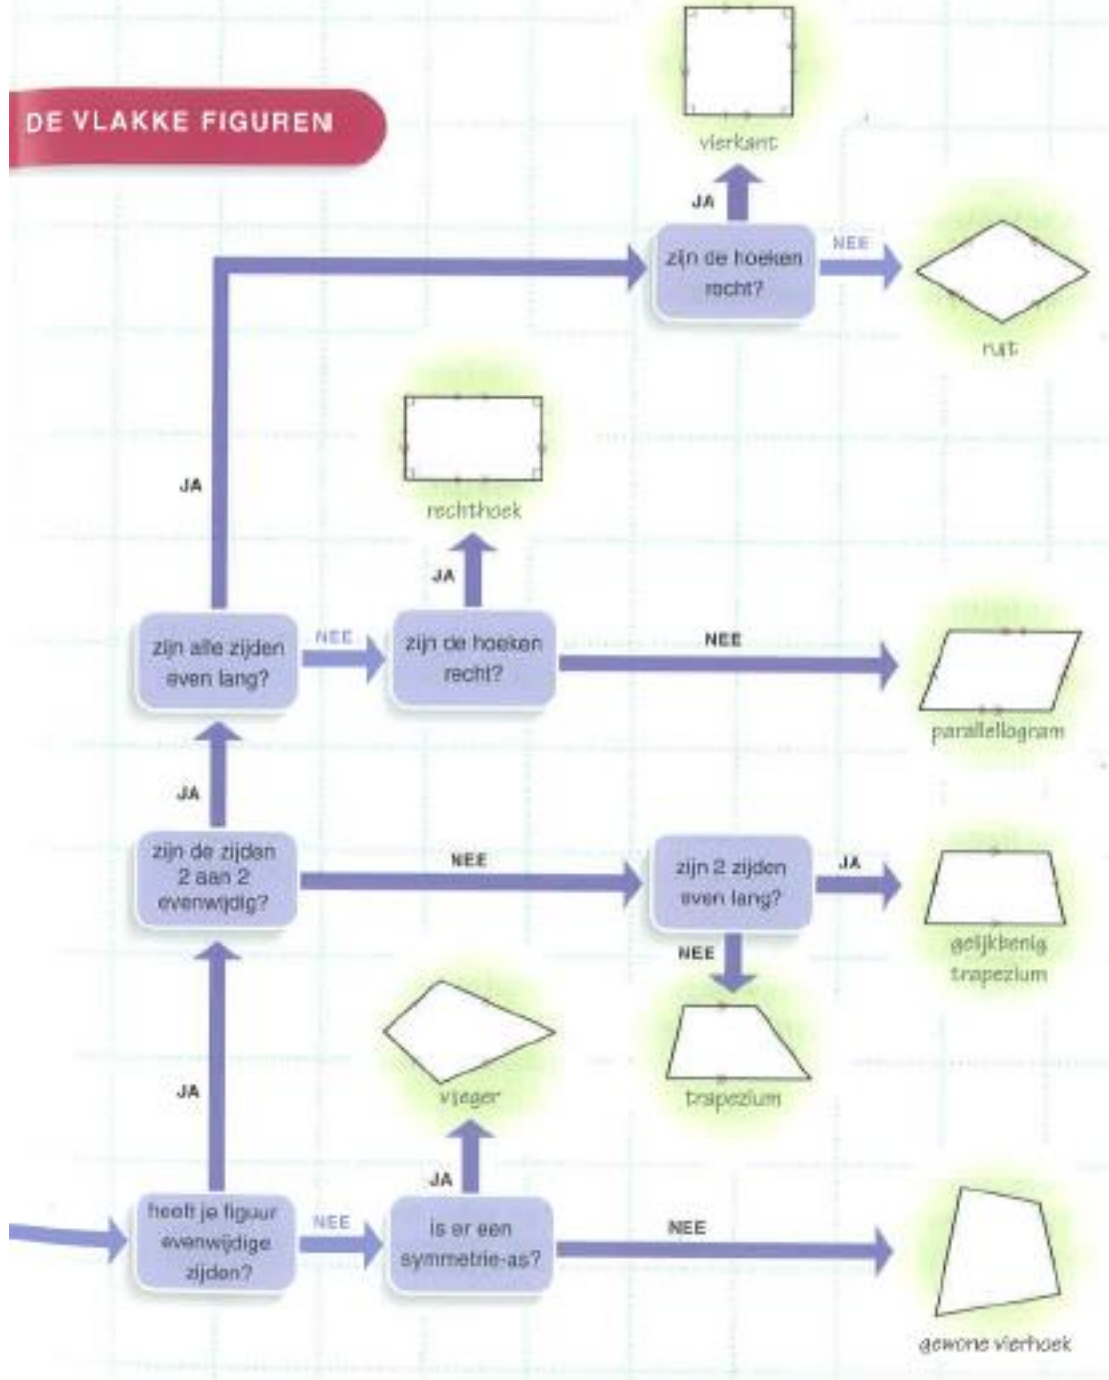 DE VLAKKE FIGUREN
vierkant
JA
zijn de hoeken
recht?
NEE
ruit
JA
rechthoek
JA
zijn alle zijden
even lang?
NEE
zijn de hoeken
recht?
NEE
parallellogram
JA
zijn de zijden
2 aan 2
evenwijdig?
NEE
zijn 2 zijden
even lang?
JA
gelijkbenig
trapezium
NEE
trapezium
JA
vlieger
JA
heeft je figuur
evenwijdige
zijden?
NEE
is er een
symmetrie-as?
NEE
gewone vierhoek